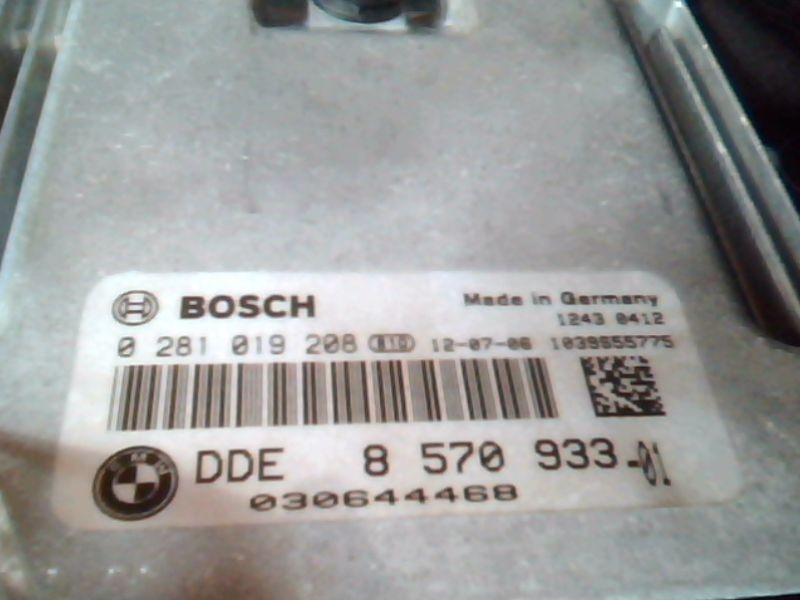 BOSCH
Made in Germany
1243 0412
0 281 019 208 12-07-06 1039S55775
DDE 8 570 933-01
030644468